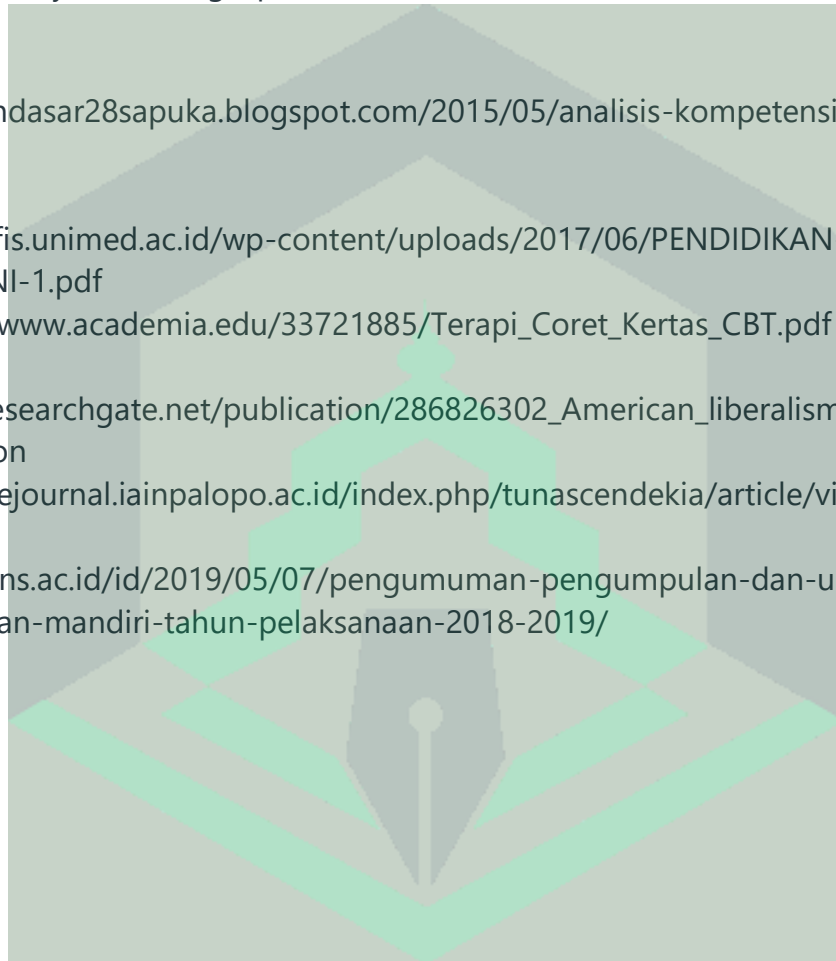 ndasar28sapuka.blogspot.com/2015/05/analisis-kompetensi
fis.unimed.ac.id/wp-content/uploads/2017/06/PENDIDIKAN
NI-1.pdf
www.academia.edu/33721885/Terapi_Coret_Kertas_CBT.pdf
esearchgate.net/publication/286826302_American_liberalism
on
ejournal.iainpalopo.ac.id/index.php/tunascendekia/article/vi
ns.ac.id/id/2019/05/07/pengumuman-pengumpulan-dan-u
an-mandiri-tahun-pelaksanaan-2018-2019/